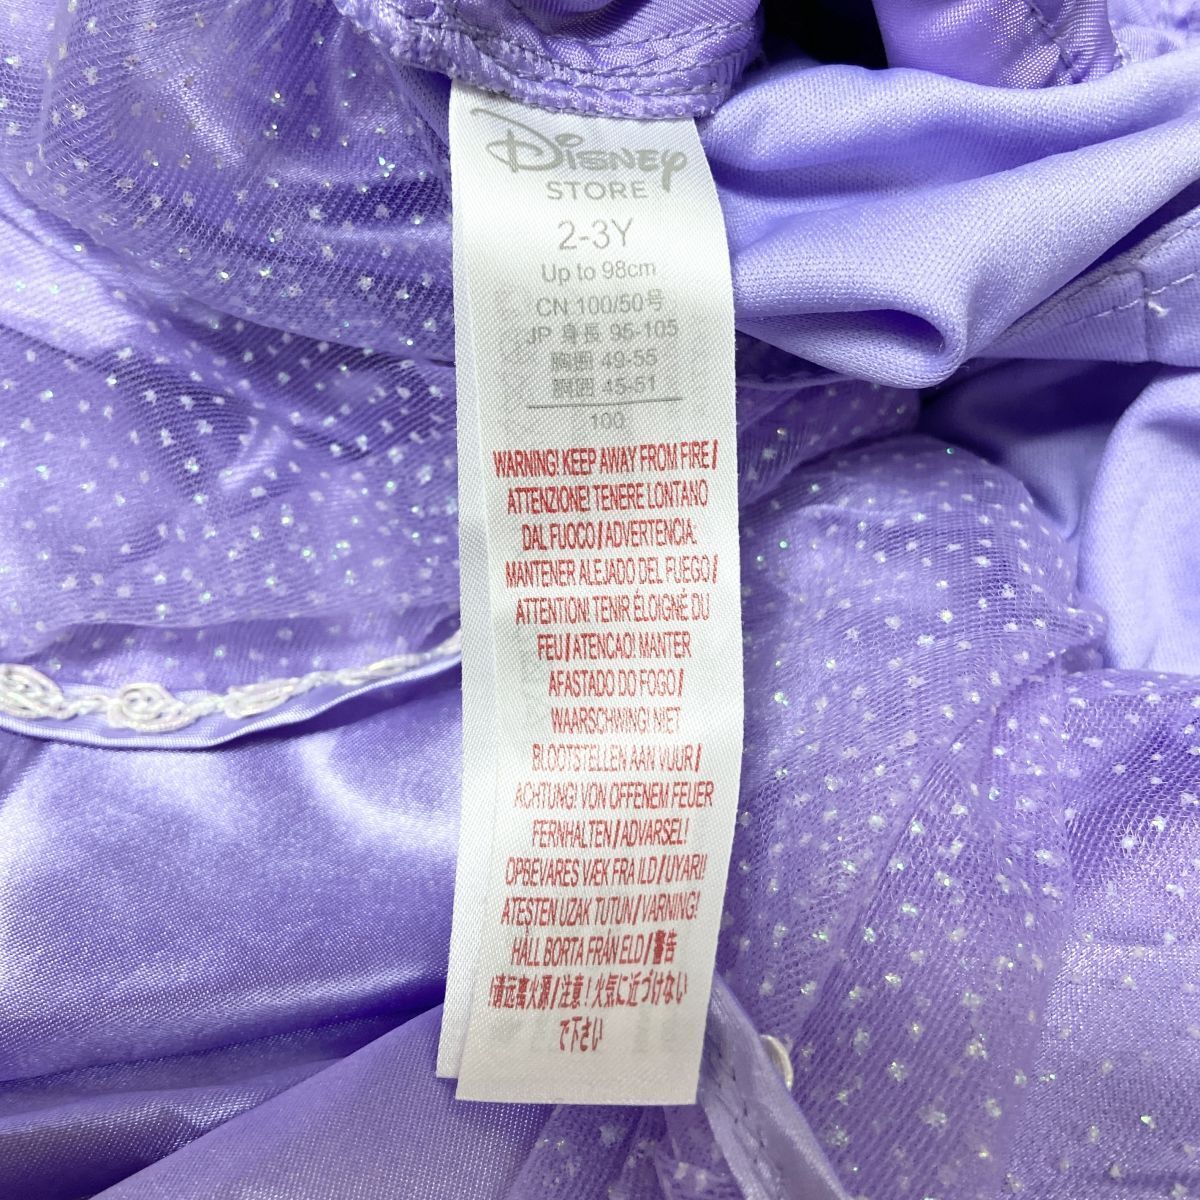 Disney
STORE
2-3Y
Up to 98cm
CN 100/50号
JP 身長 95-105
胸囲 49-55
胴囲 45-51
100
WARNING! KEEP AWAY FROM FIRE /
ATTENZIONE! TENERE LONTANO
DAL FUOCO / ADVERTENCIA:
MANTENER ALEJADO DEL FUEGO /
ATTENTION! TENIR ÉLOIGNÉ DU
FEU / ATENCAO! MANTER
AFASTADO DO FOGO /
WAARSCHWING! NIET
BLOOTSTELLEN AAN VUUR /
ACHTUNG! VON OFFENEM FEUER
FERNHALTEN / ADVARSEL!
OPBEVARES VÆK FRA ILD / UYARI!
ATEŞTEN UZAK TUTUN / VARNING!
HÅLL BORTA FRÅN ELD / 警告
!请远离火源 / 注意！火気に近づけない
で下さい